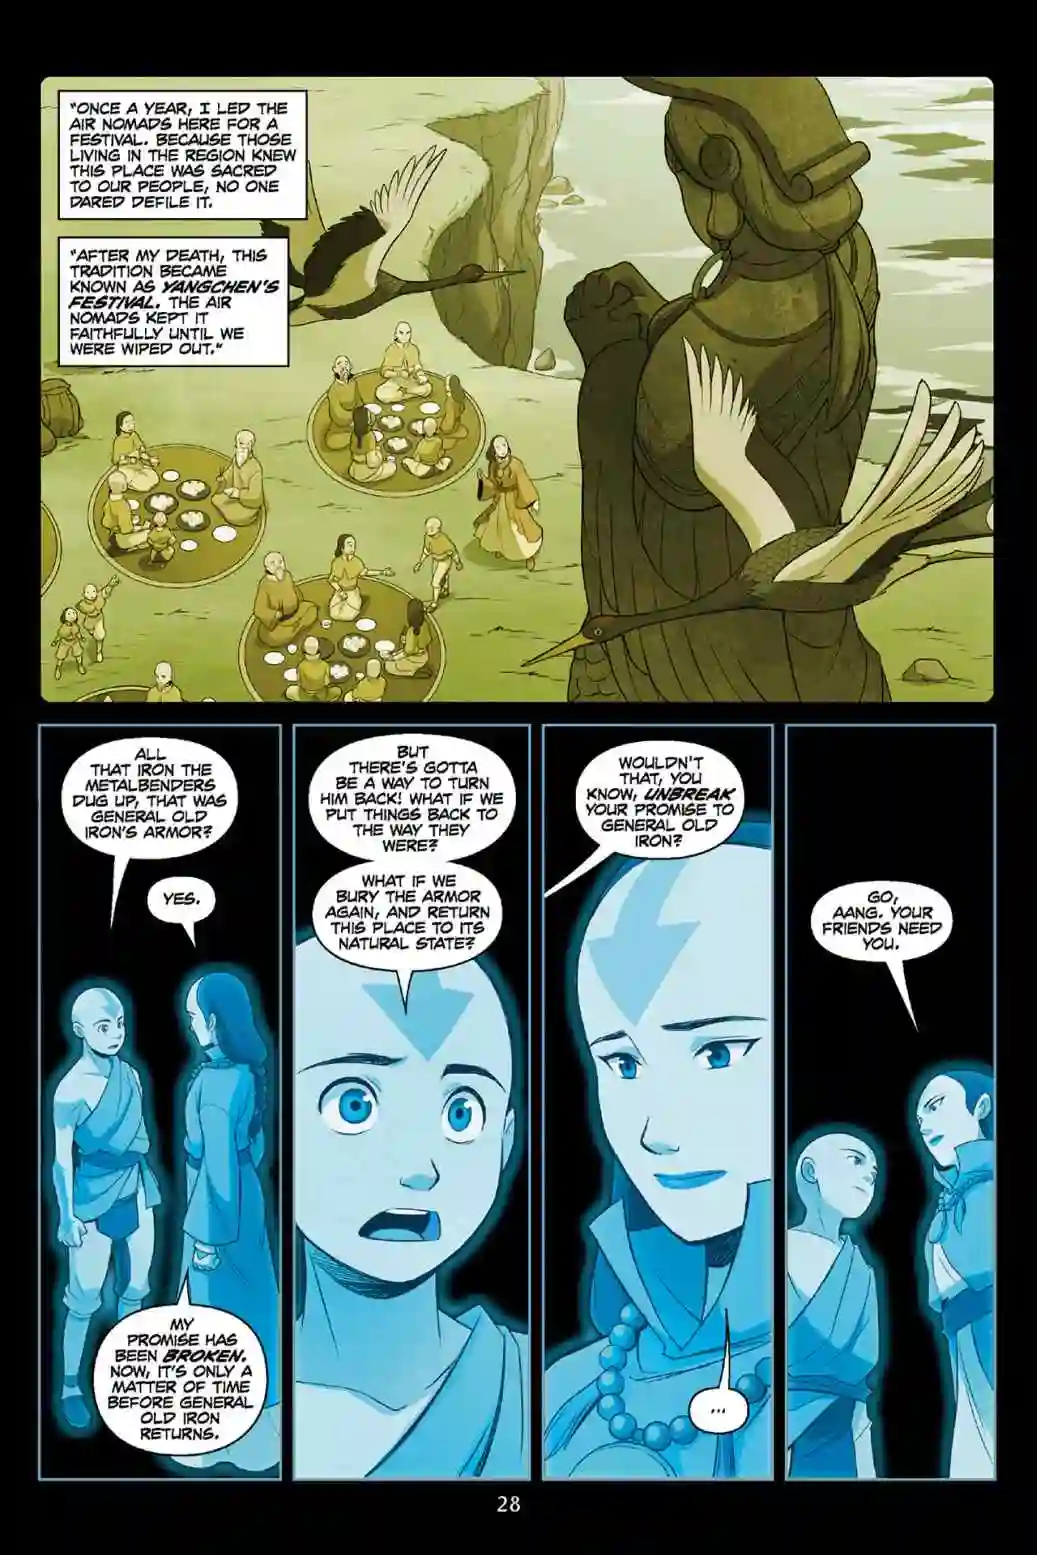 "ONCE A YEAR, I LED THE
AIR NOMADS HERE FOR A
FESTIVAL. BECAUSE THOSE
LIVING IN THE REGION KNEW
THIS PLACE WAS SACRED
TO OUR PEOPLE, NO ONE
DARED DEFILE IT.
"AFTER MY DEATH, THIS
TRADITION BECAME
KNOWN AS YANGCHEN'S
FESTIVAL. THE AIR
NOMADS KEPT IT
FAITHFULLY UNTIL WE
WERE WIPED OUT."
ALL
THAT IRON THE
METALBENDERS
DUG UP, THAT WAS
GENERAL OLD
IRON'S ARMOR?
YES.
MY
PROMISE HAS
BEEN BROKEN.
NOW, IT'S ONLY A
MATTER OF TIME
BEFORE GENERAL
OLD IRON
RETURNS.
BUT
THERE'S GOTTA
BE A WAY TO TURN
HIM BACK! WHAT IF WE
PUT THINGS BACK TO
THE WAY THEY
WERE?
WHAT IF WE
BURY THE ARMOR
AGAIN, AND RETURN
THIS PLACE TO ITS
NATURAL STATE?
WOULDN'T
THAT, YOU
KNOW, UNBREAK
YOUR PROMISE TO
GENERAL OLD
IRON?
...
GO,
AANG. YOUR
FRIENDS NEED
YOU.
28